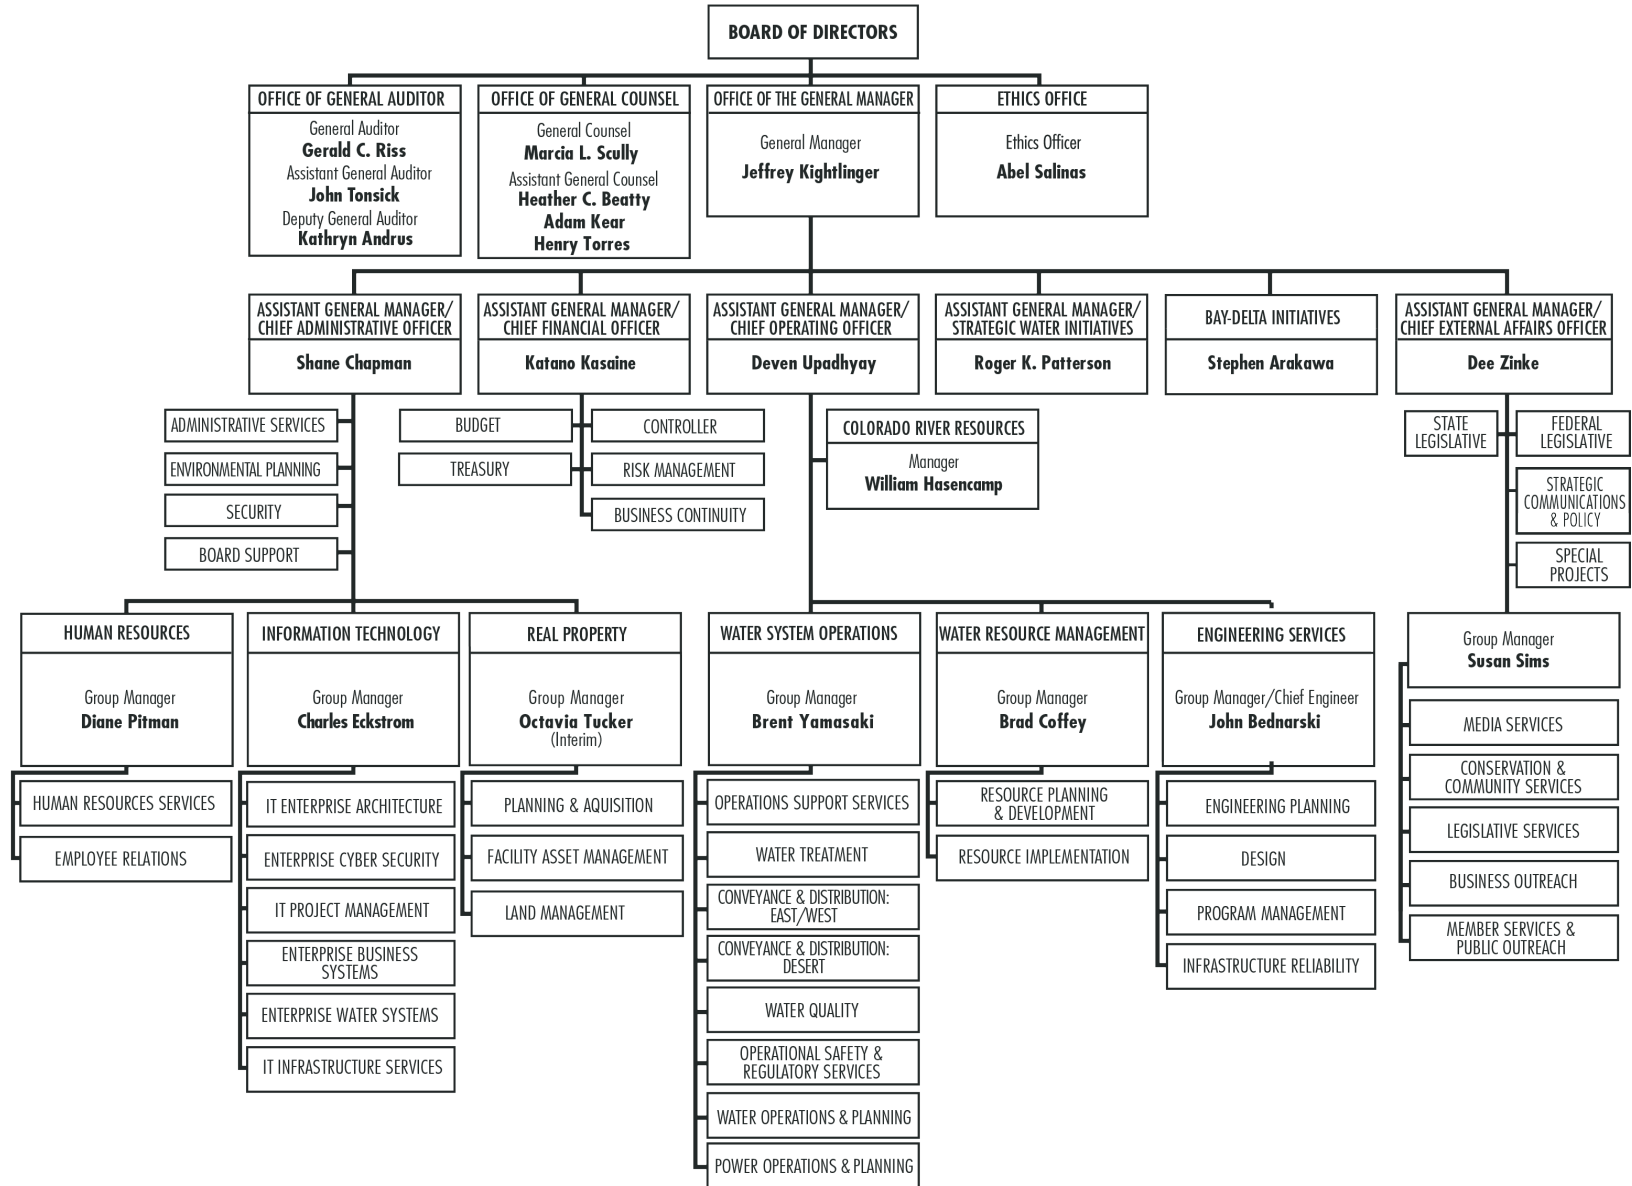 BOARD OF DIRECTORS
OFFICE OF GENERAL AUDITOR
General Auditor
Gerald C. Riss
Assistant General Auditor
John Tonsick
Deputy General Auditor
Kathryn Andrus
OFFICE OF GENERAL COUNSEL
General Counsel
Marcia L. Scully
Assistant General Counsel
Heather C. Beatty
Adam Kear
Henry Torres
OFFICE OF THE GENERAL MANAGER
General Manager
Jeffrey Kightlinger
ETHICS OFFICE
Ethics Officer
Abel Salinas
ASSISTANT GENERAL MANAGER/
CHIEF ADMINISTRATIVE OFFICER
Shane Chapman
ASSISTANT GENERAL MANAGER/
CHIEF FINANCIAL OFFICER
Katano Kasaine
ASSISTANT GENERAL MANAGER/
CHIEF OPERATING OFFICER
Deven Upadhyay
ASSISTANT GENERAL MANAGER/
STRATEGIC WATER INITIATIVES
Roger K. Patterson
BAY-DELTA INITIATIVES
Stephen Arakawa
ASSISTANT GENERAL MANAGER/
CHIEF EXTERNAL AFFAIRS OFFICER
Dee Zinke
ADMINISTRATIVE SERVICES
ENVIRONMENTAL PLANNING
SECURITY
BOARD SUPPORT
BUDGET
TREASURY
CONTROLLER
RISK MANAGEMENT
BUSINESS CONTINUITY
COLORADO RIVER RESOURCES
Manager
William Hasencamp
STATE
LEGISLATIVE
FEDERAL
LEGISLATIVE
STRATEGIC
COMMUNICATIONS
& POLICY
SPECIAL
PROJECTS
HUMAN RESOURCES
Group Manager
Diane Pitman
INFORMATION TECHNOLOGY
Group Manager
Charles Eckstrom
REAL PROPERTY
Group Manager
Octavia Tucker
(Interim)
WATER SYSTEM OPERATIONS
Group Manager
Brent Yamasaki
WATER RESOURCE MANAGEMENT
Group Manager
Brad Coffey
ENGINEERING SERVICES
Group Manager/Chief Engineer
John Bednarski
Group Manager
Susan Sims
HUMAN RESOURCES SERVICES
EMPLOYEE RELATIONS
IT ENTERPRISE ARCHITECTURE
ENTERPRISE CYBER SECURITY
IT PROJECT MANAGEMENT
ENTERPRISE BUSINESS
SYSTEMS
ENTERPRISE WATER SYSTEMS
IT INFRASTRUCTURE SERVICES
PLANNING & AQUISITION
FACILITY ASSET MANAGEMENT
LAND MANAGEMENT
OPERATIONS SUPPORT SERVICES
WATER TREATMENT
CONVEYANCE & DISTRIBUTION:
EAST/WEST
CONVEYANCE & DISTRIBUTION:
DESERT
WATER QUALITY
OPERATIONAL SAFETY &
REGULATORY SERVICES
WATER OPERATIONS & PLANNING
POWER OPERATIONS & PLANNING
RESOURCE PLANNING
& DEVELOPMENT
RESOURCE IMPLEMENTATION
ENGINEERING PLANNING
DESIGN
PROGRAM MANAGEMENT
INFRASTRUCTURE RELIABILITY
MEDIA SERVICES
CONSERVATION &
COMMUNITY SERVICES
LEGISLATIVE SERVICES
BUSINESS OUTREACH
MEMBER SERVICES &
PUBLIC OUTREACH